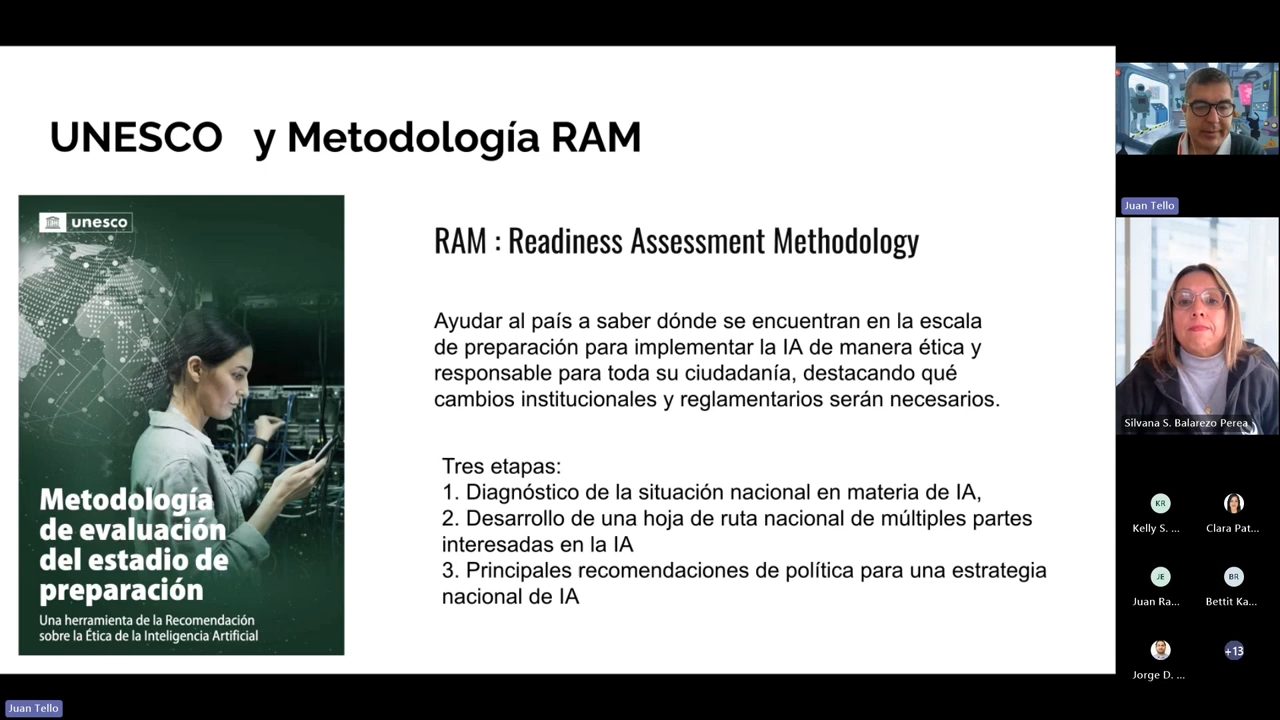 UNESCO y Metodología RAM
unesco
Metodología
de evaluación
del estadio de
preparación
Una herramienta de la Recomendación
sobre la Ética de la Inteligencia Artificial
RAM : Readiness Assessment Methodology
Ayudar al país a saber dónde se encuentran en la escala
de preparación para implementar la IA de manera ética y
responsable para toda su ciudadanía, destacando qué
cambios institucionales y reglamentarios serán necesarios.
Tres etapas:
1. Diagnóstico de la situación nacional en materia de IA,
2. Desarrollo de una hoja de ruta nacional de múltiples partes
interesadas en la IA
3. Principales recomendaciones de política para una estrategia
nacional de IA
Juan Tello
Silvana S. Balarezo Perea
KR
Kelly S. ...
Clara Pat...
JE
Juan Ra...
BR
Bettit Ka...
Jorge D. ...
+13
Juan Tello